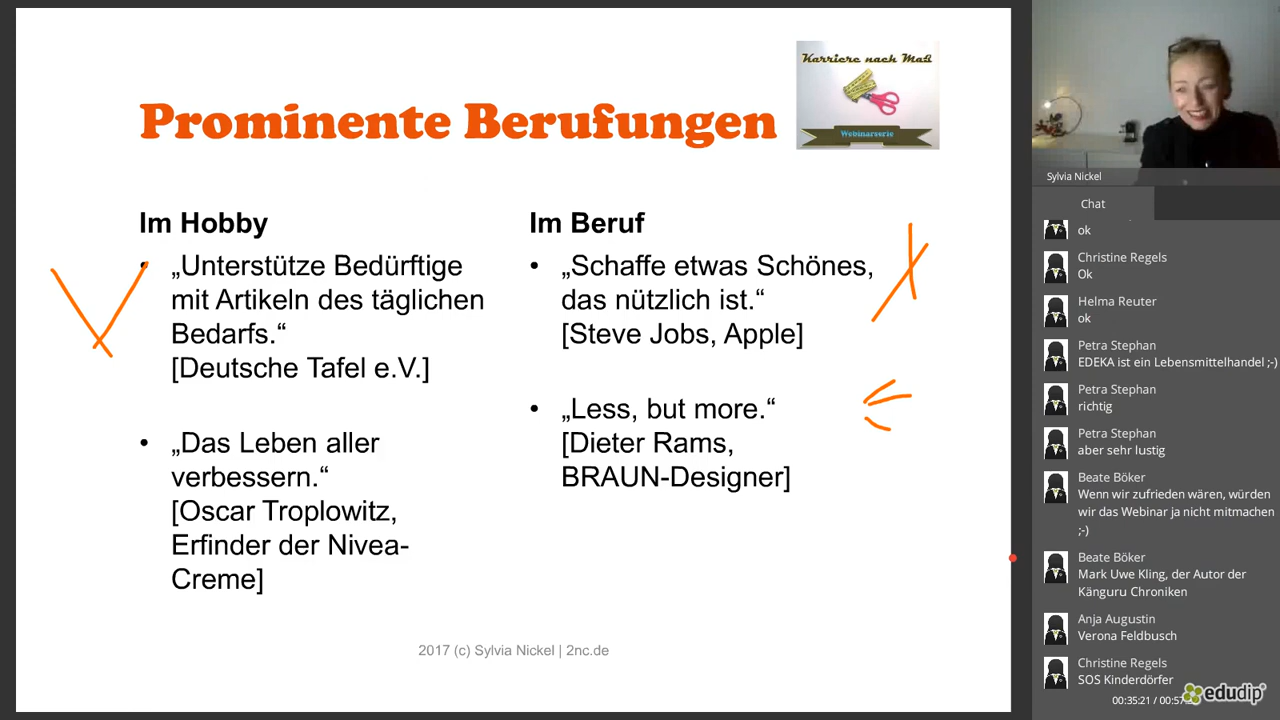 Prominente Berufungen
Karriere nach Maß
Webinarserie
Im Hobby
• „Unterstütze Bedürftige
mit Artikeln des täglichen
Bedarfs.“
[Deutsche Tafel e.V.]
• „Das Leben aller
verbessern.“
[Oscar Troplowitz,
Erfinder der Nivea-
Creme]
Im Beruf
• „Schaffe etwas Schönes,
das nützlich ist.“
[Steve Jobs, Apple]
• „Less, but more.“
[Dieter Rams,
BRAUN-Designer]
2017 (c) Sylvia Nickel | 2nc.de
Sylvia Nickel
Chat
ok
Christine Regels
Ok
Helma Reuter
ok
Petra Stephan
EDEKA ist ein Lebensmittelhandel ;-)
Petra Stephan
richtig
Petra Stephan
aber sehr lustig
Beate Böker
Wenn wir zufrieden wären, würden
wir das Webinar ja nicht mitmachen
;-)
Beate Böker
Mark Uwe Kling, der Autor der
Känguru Chroniken
Anja Augustin
Verona Feldbusch
Christine Regels
SOS Kinderdörfer
00:35:21 /
edudip